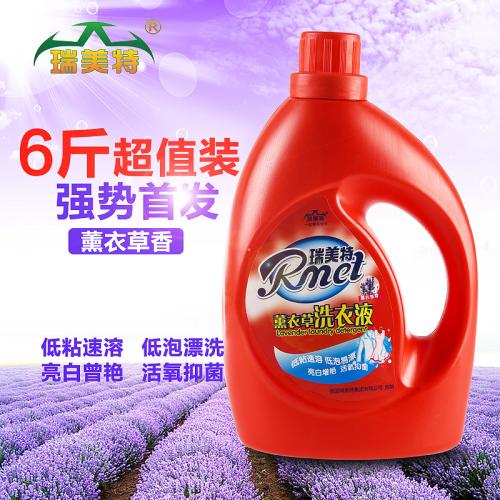 瑞美特®
6斤超值装
强势首发
薰衣草香
低粘速溶 低泡漂洗
亮白曾艳 活氧抑菌
瑞美特
Rmet
薰衣草洗衣液
Lavender laundry detergent
低粘速溶 低泡易漂
亮白增艳 活氧抑菌